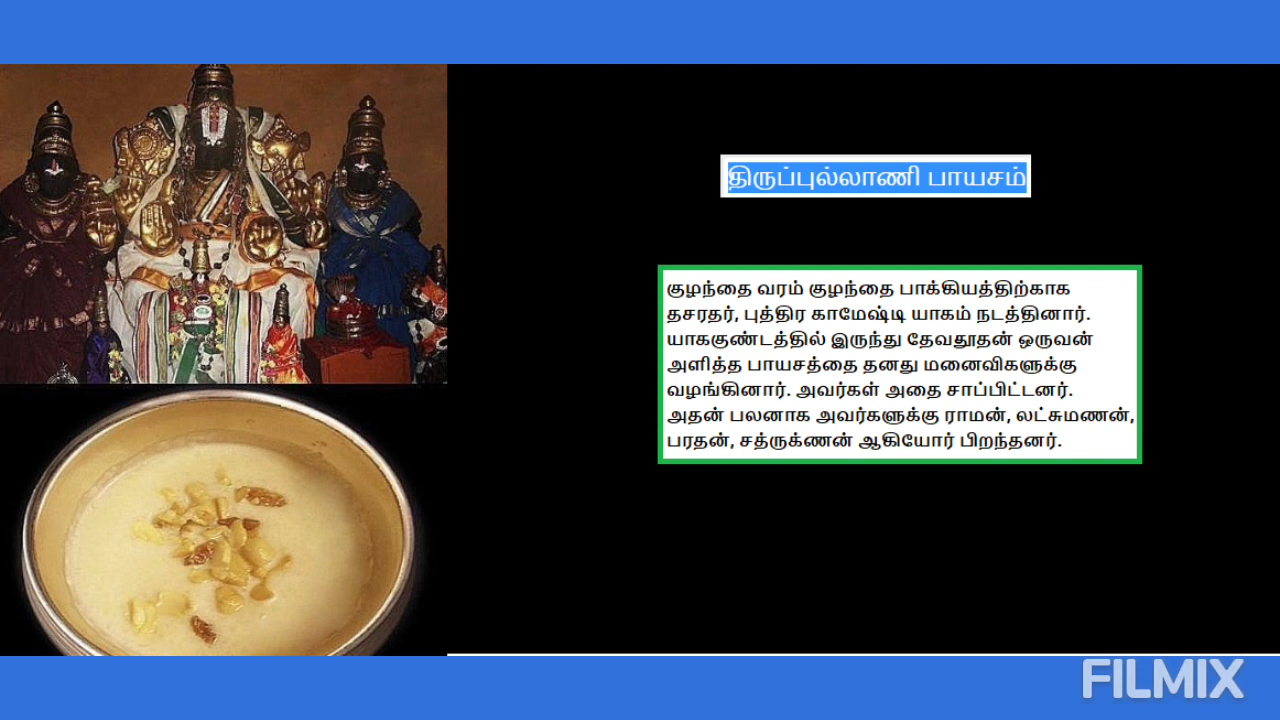 திருப்புல்லாணி பாயசம்
குழந்தை வரம் குழந்தை பாக்கியத்திற்காக
தசரதர், புத்திர காமேஷ்டி யாகம் நடத்தினார்.
யாககுண்டத்தில் இருந்து தேவதூதன் ஒருவன்
அளித்த பாயசத்தை தனது மனைவிகளுக்கு
வழங்கினார். அவர்கள் அதை சாப்பிட்டனர்.
அதன் பலனாக அவர்களுக்கு ராமன், லட்சுமணன்,
பரதன், சத்ருக்ணன் ஆகியோர் பிறந்தனர்.
FILMIX